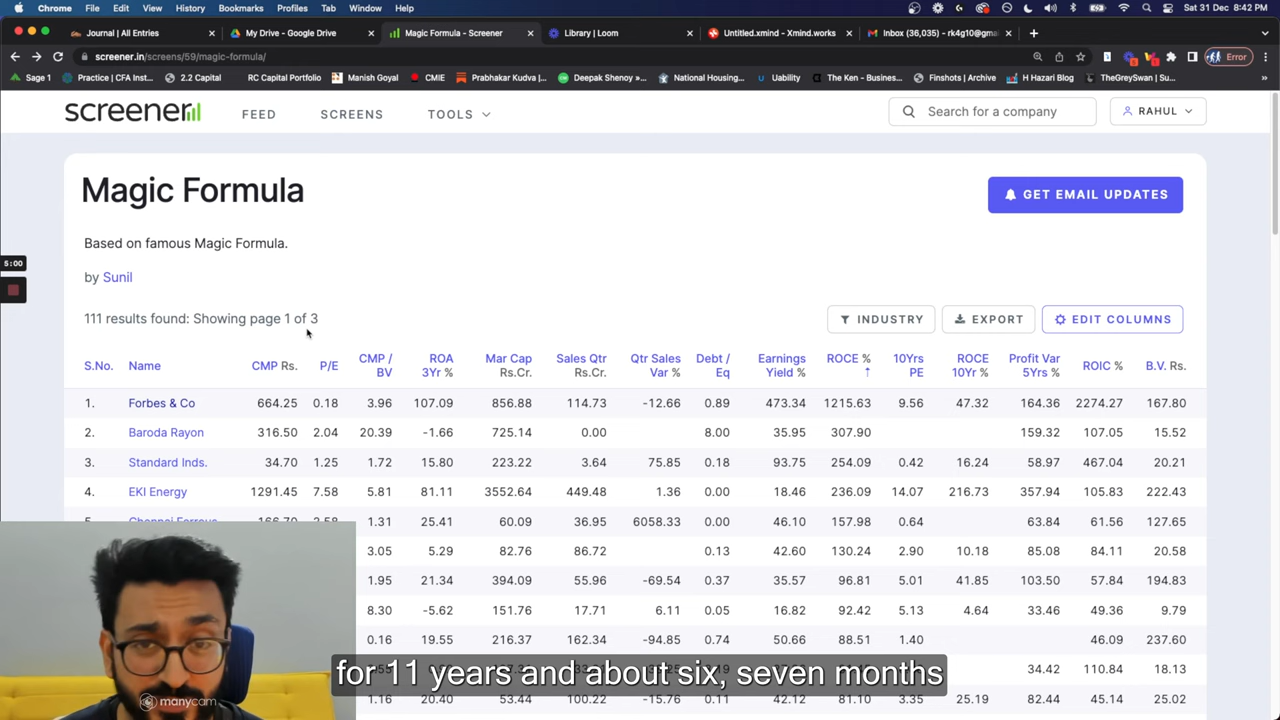 Chrome File Edit View History Bookmarks Profiles Tab Window Help Sat 31 Dec 8:42 PM
Journ | All Entries My Drive - Google Drive Magic Formula - Screener Library | Loom Untitled.xmind - Xmind.works Inbox (36,035) - rk4g10@gma
screener.in/screens/59/magic-formula/ Error
Sage 1 Practice | CFA Inst... 2.2 Capital RC Capital Portfolio Manish Goyal CMIE Prabhakar Kudva |... Deepak Shenoy »... National Housing... Uability The Ken - Busines... Finshots | Archive H Hazari Blog TheGreySwan | Su... »
screener FEED SCREENS TOOLS Search for a company RAHUL
Magic Formula
GET EMAIL UPDATES
Based on famous Magic Formula.
by Sunil
5:00
111 results found: Showing page 1 of 3 INDUSTRY EXPORT EDIT COLUMNS
S.No. Name CMP Rs. P/E CMP / BV ROA 3Yr % Mar Cap Rs.Cr. Sales Qtr Rs.Cr. Qtr Sales Var % Debt / Eq Earnings Yield % ROCE % ↑ 10Yrs PE ROCE 10Yr % Profit Var 5Yrs % ROIC % B.V. Rs.
1. Forbes & Co 664.25 0.18 3.96 107.09 856.88 114.73 -12.66 0.89 473.34 1215.63 9.56 47.32 164.36 2274.27 167.80
2. Baroda Rayon 316.50 2.04 20.39 -1.66 725.14 0.00 8.00 35.95 307.90 159.32 107.05 15.52
3. Standard Inds. 34.70 1.25 1.72 15.80 223.22 3.64 75.85 0.18 93.75 254.09 0.42 16.24 58.97 467.04 20.21
4. EKI Energy 1291.45 7.58 5.81 81.11 3552.64 449.48 1.36 0.00 18.46 236.09 14.07 216.73 357.94 105.83 222.43
5. Chennai Ferrous 166.70 2.58 1.31 25.41 60.09 36.95 6058.33 0.00 46.10 157.98 0.64 63.84 61.56 127.65
3.05 5.29 82.76 86.72 0.13 42.60 130.24 2.90 10.18 85.08 84.11 20.58
1.95 21.34 394.09 55.96 -69.54 0.37 35.57 96.81 5.01 41.85 103.50 57.84 194.83
8.30 -5.62 151.76 17.71 6.11 0.05 16.82 92.42 5.13 4.64 33.46 49.36 9.79
0.16 19.55 216.37 162.34 -94.85 0.74 50.66 88.51 1.40 46.09 237.60
34.42 110.84 18.13
for 11 years and about six, seven months
1.16 20.40 53.44 100.22 -15.76 0.11 42.12 81.10 3.35 25.19 82.44 45.14 25.02
manycam